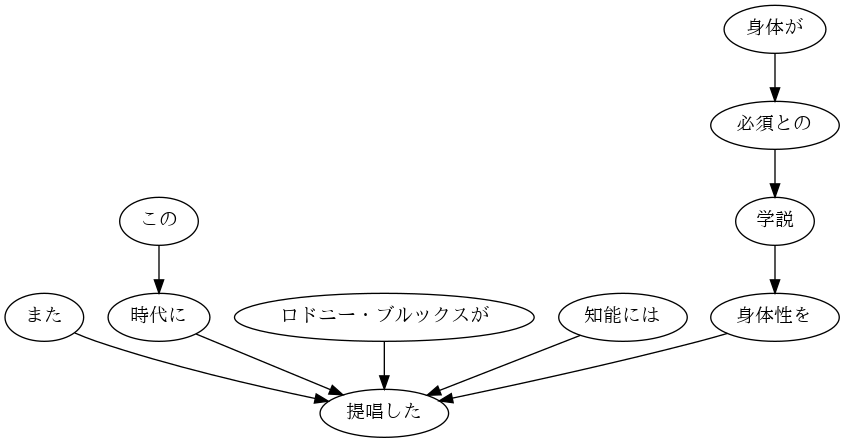 身体が
必須との
この
学説
また
時代に
ロドニー・ブルックスが
知能には
身体性を
提唱した